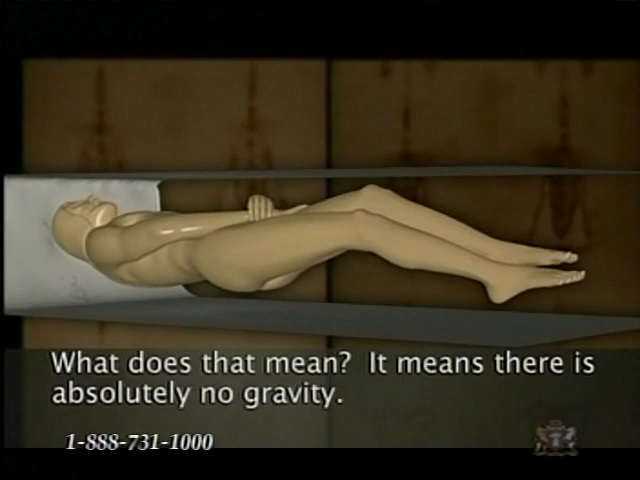 What does that mean?  It means there is
absolutely no gravity.
1-888-731-1000